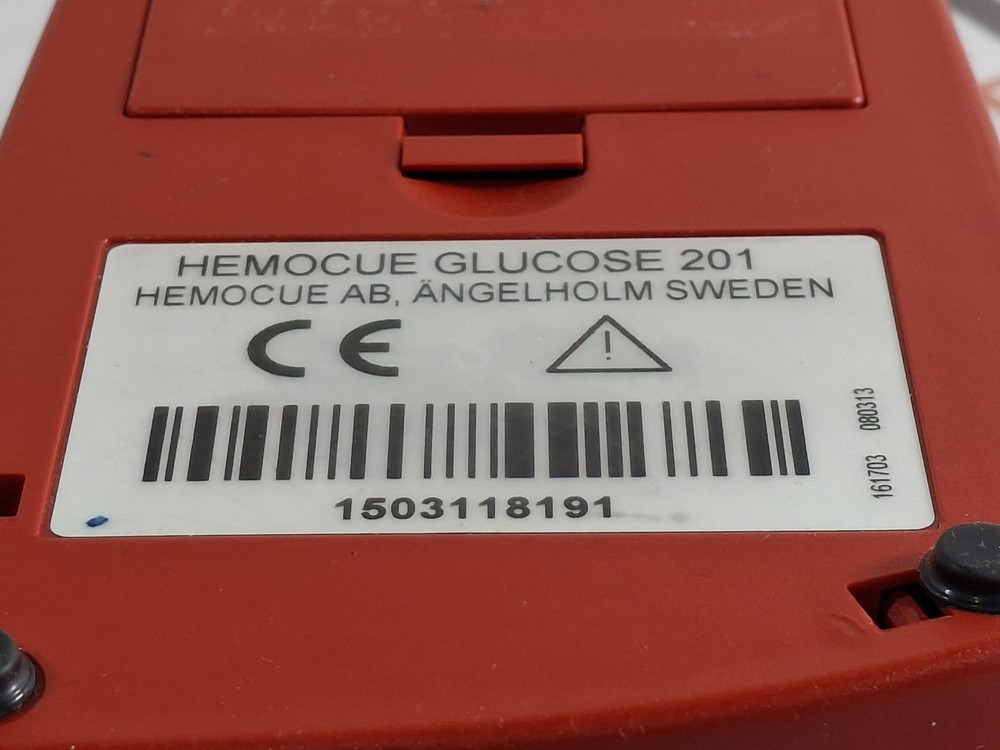 HEMOCUE GLUCOSE 201
HEMOCUE AB, ÄNGELHOLM SWEDEN
CE
!
1503118191
161703 080313